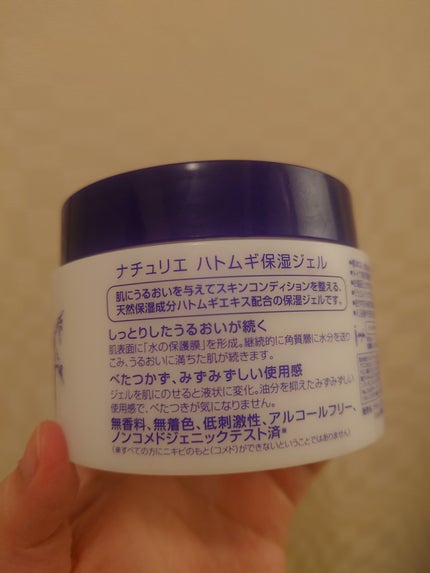 ナチュリエ ハトムギ保湿ジェル
肌にうるおいを与えてスキンコンディションを整える、
天然保湿成分ハトムギエキス配合の保湿ジェルです。
しっとりしたうるおいが続く
肌表面に「水の保護膜」を形成。継続的に角質層に水分を送り
こみ、うるおいに満ちた肌が続きます。
べたつかず、みずみずしい使用感
ジェルを肌にのせると液状に変化。油分を抑えたみずみずしい
使用感で、べたつきが気になりません。
無香料、無着色、低刺激性、アルコールフリー、
ノンコメドジェニックテスト済※
(※すべての方にニキビのもと(コメド)ができないということではありません)